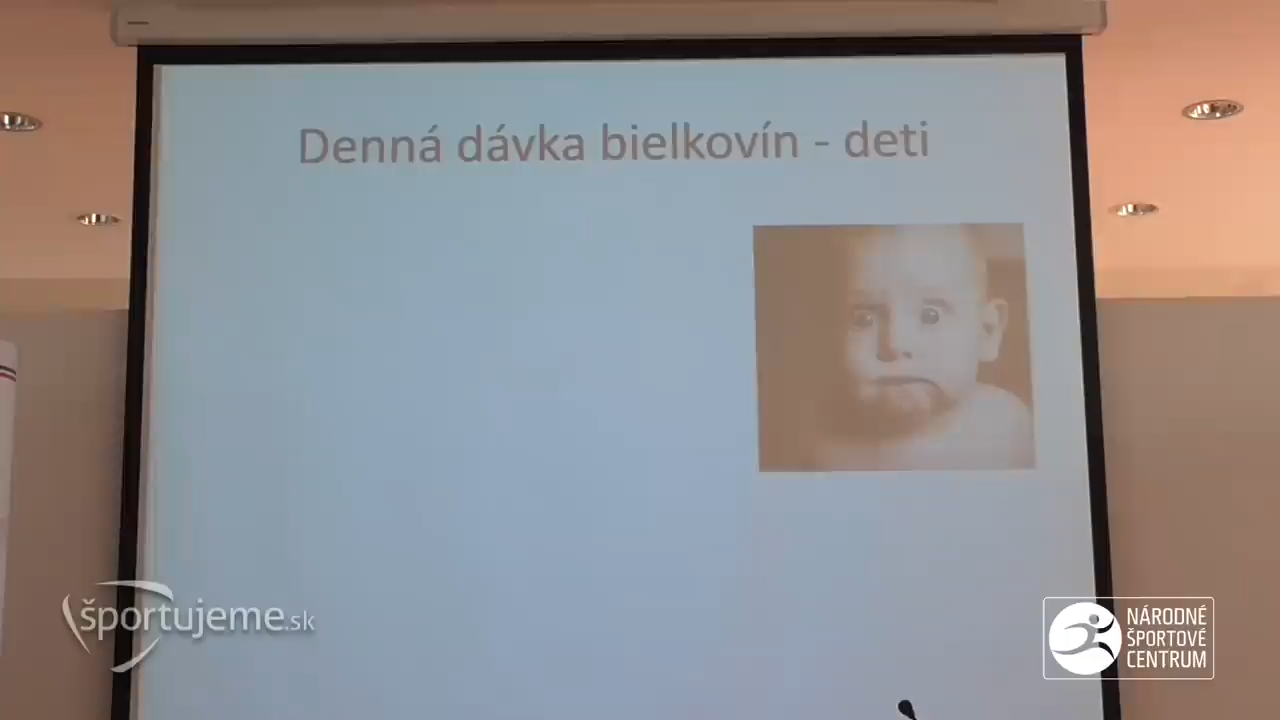 Denná dávka bielkovín - deti
športujeme.sk
NÁRODNÉ
ŠPORTOVÉ
CENTRUM